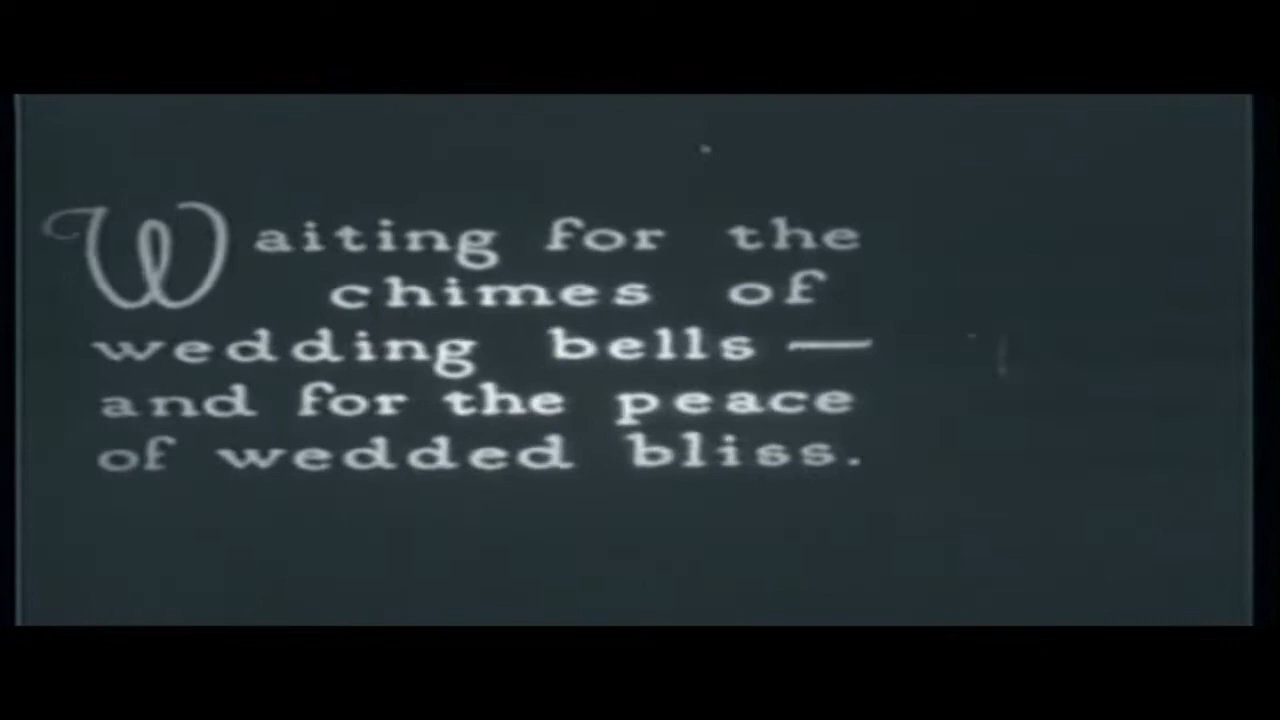 Waiting for the
chimes of
wedding bells —
and for the peace
of wedded bliss.